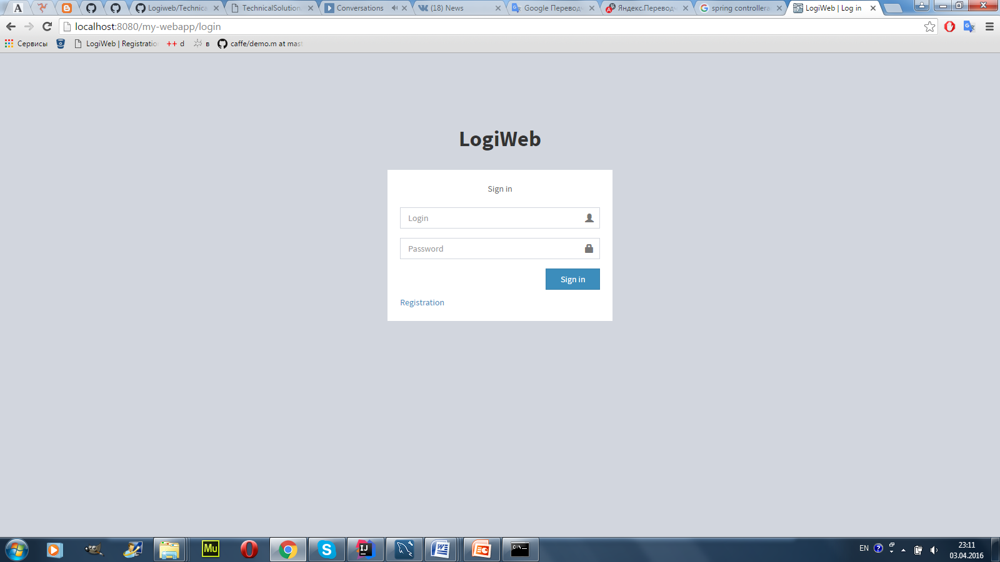 A
Logiweb/Technica
TechnicalSolution.
Conversations
(18) News
Google Перевод
Яндекс.Перевод
spring controller
LogiWeb | Log in
localhost:8080/my-webapp/login
Сервисы
LogiWeb | Registratio
++ d
в
caffe/demo.m at mast
LogiWeb
Sign in
Login
Password
Sign in
Registration
Mu
S
IJ
W
C:\
EN
?
23:11
03.04.2016